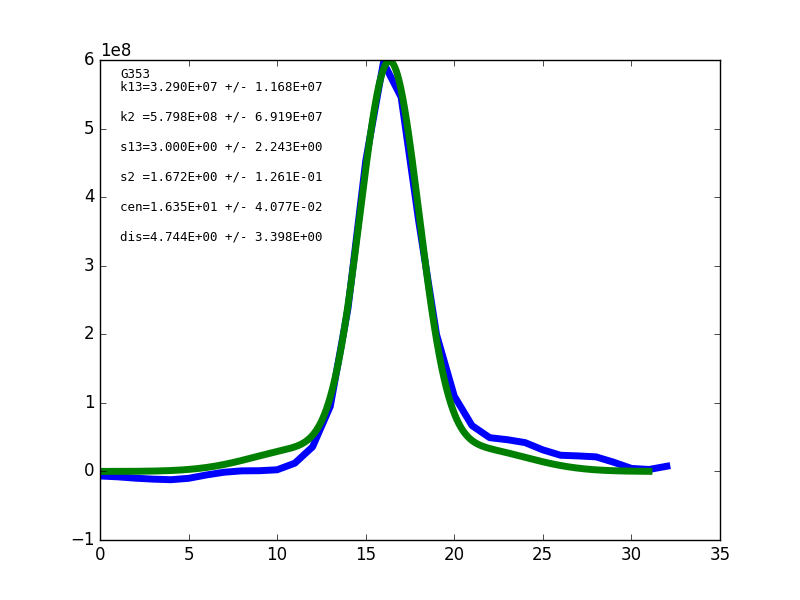 1e8
G353
k13=3.290E+07 +/- 1.168E+07
k2 =5.798E+08 +/- 6.919E+07
s13=3.000E+00 +/- 2.243E+00
s2 =1.672E+00 +/- 1.261E-01
cen=1.635E+01 +/- 4.077E-02
dis=4.744E+00 +/- 3.398E+00
6
5
4
3
2
1
0
−1
0 5 10 15 20 25 30 35